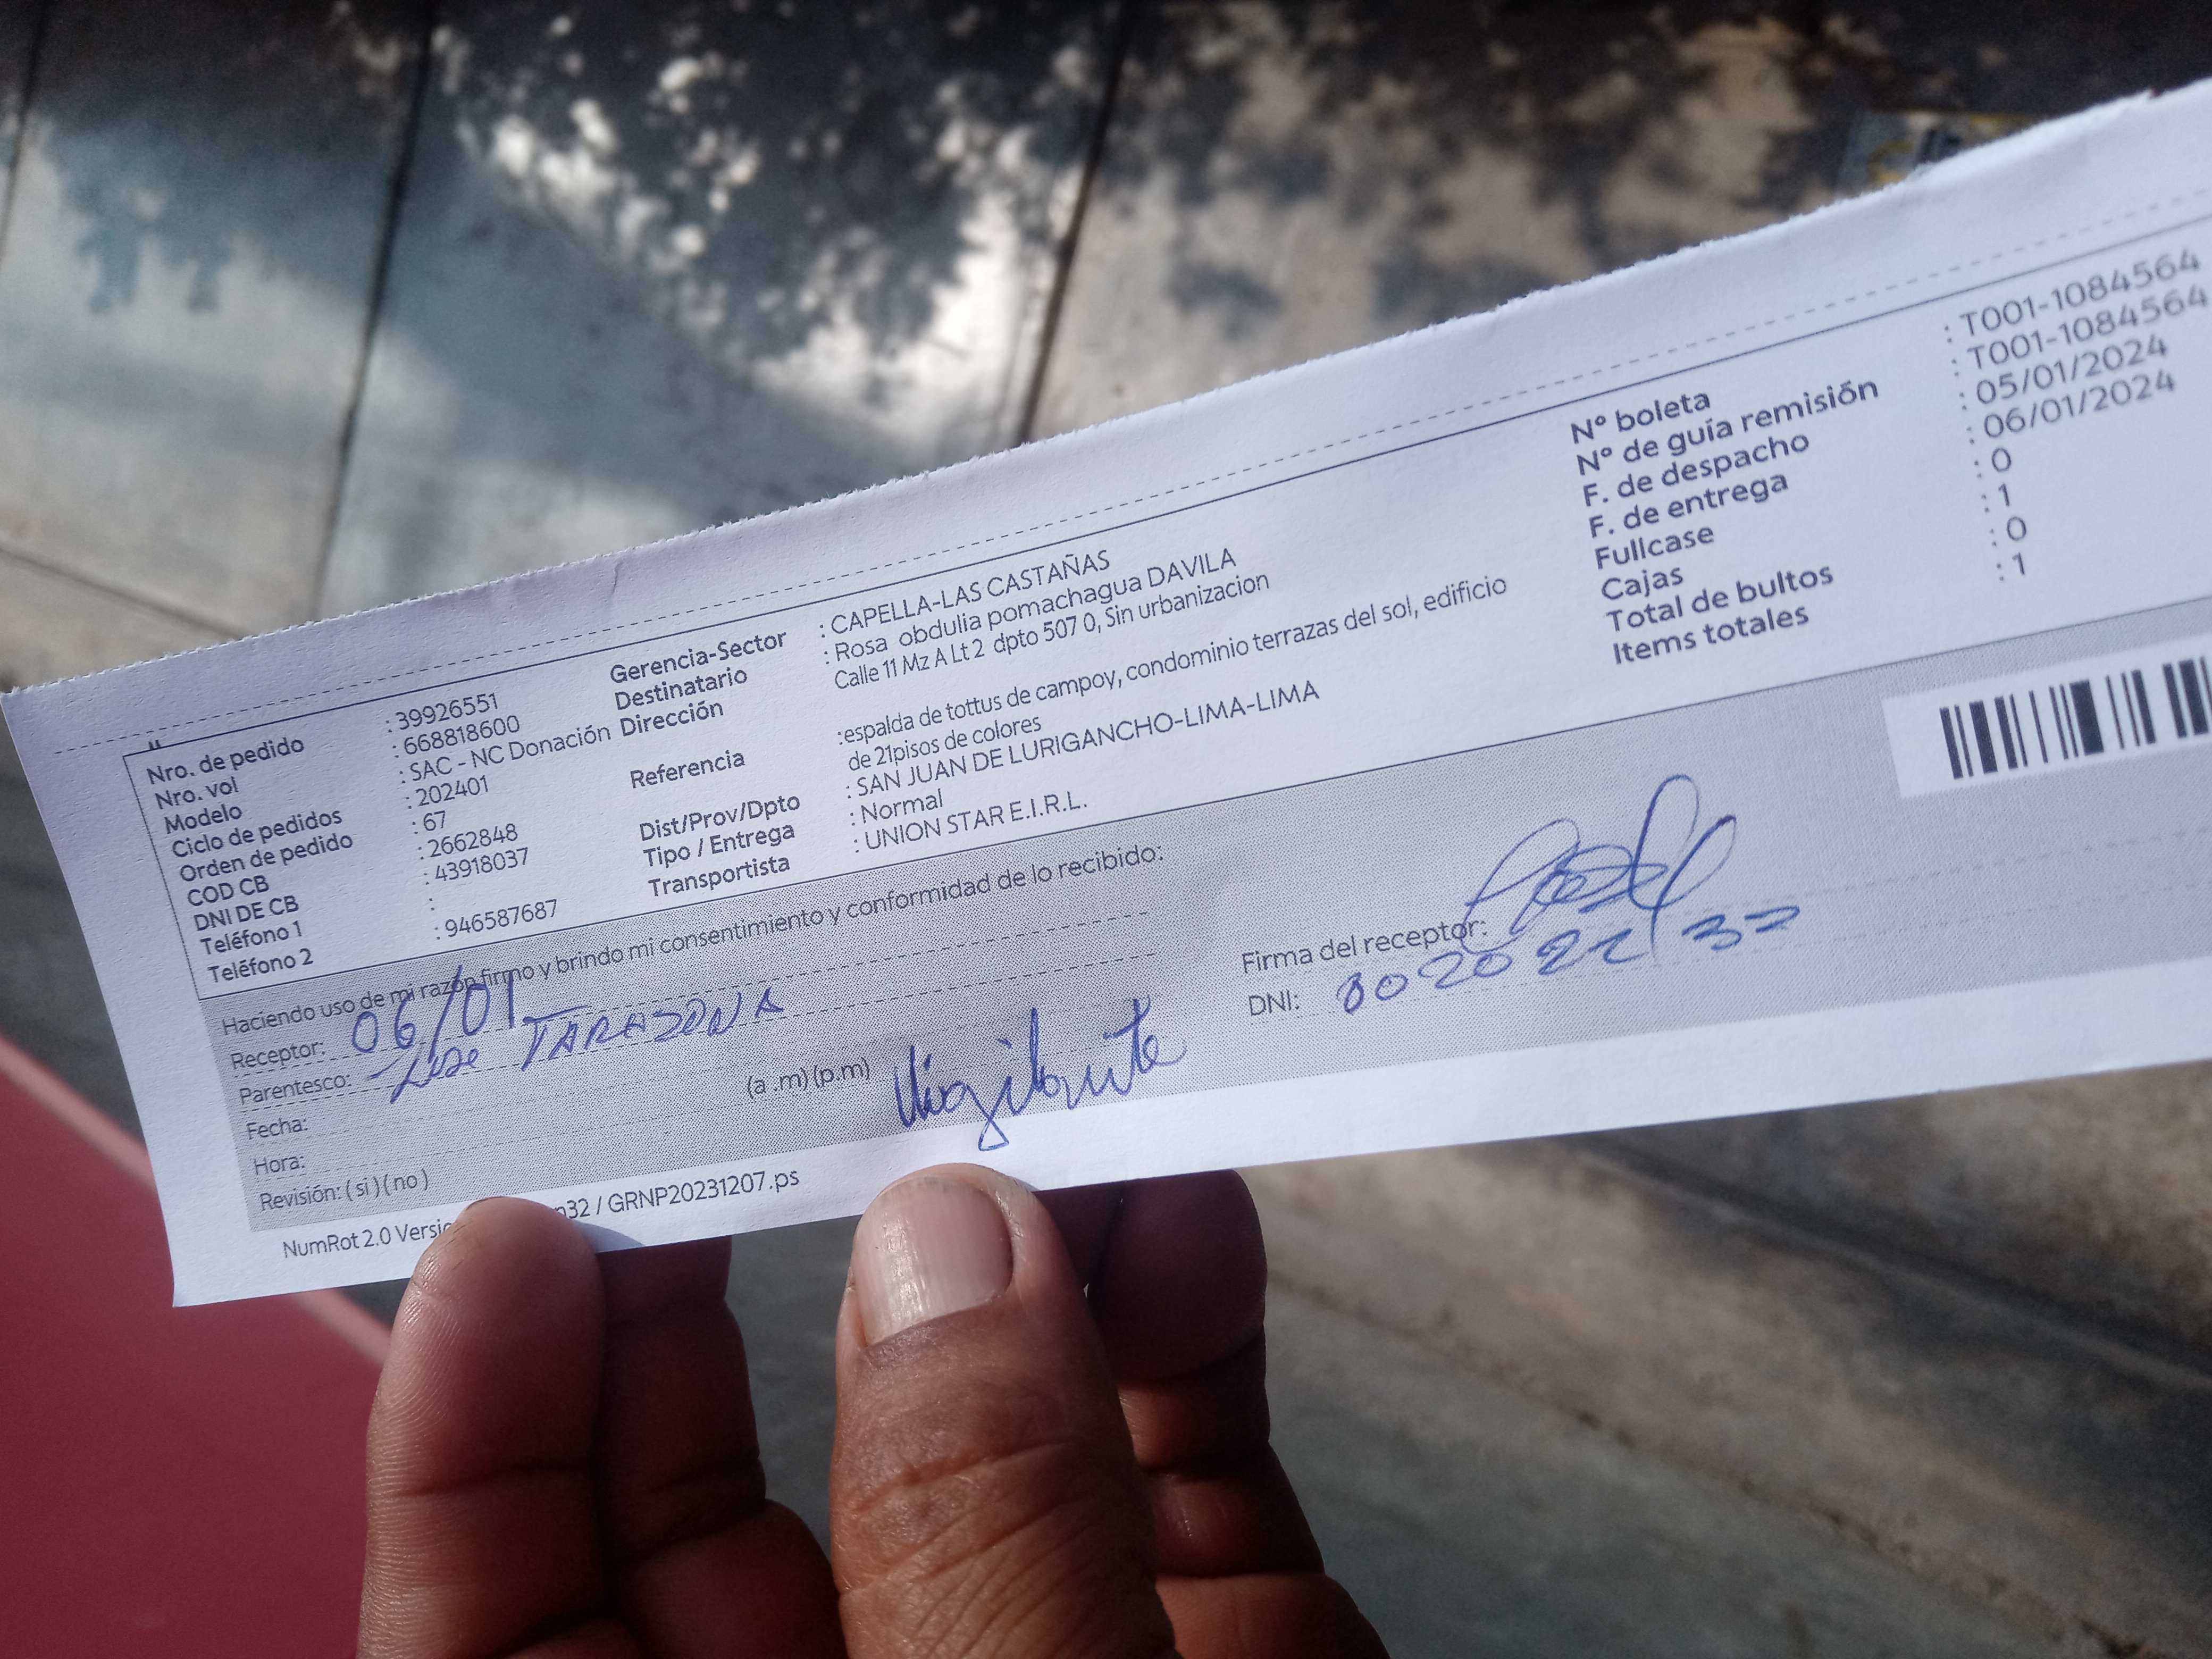 Nro. de pedido : 39926551
Nro. vol : 668818600
Modelo : SAC - NC Donación
Ciclo de pedidos : 202401
Orden de pedido : 67
COD CB : 2662848
DNI DE CB : 43918037
Teléfono 1 :
Teléfono 2 : 946587687
Gerencia-Sector : CAPELLA-LAS CASTAÑAS
Destinatario : Rosa obdulia pomachagua DAVILA
Dirección Calle 11 Mz A Lt 2 dpto 507 0, Sin urbanizacion
Referencia :espalda de tottus de campoy, condominio terrazas del sol, edificio
de 21pisos de colores
Dist/Prov/Dpto : SAN JUAN DE LURIGANCHO-LIMA-LIMA
Tipo / Entrega : Normal
Transportista : UNION STAR E.I.R.L.
Nº boleta : T001-1084564
Nº de guía remisión : T001-1084564
F. de despacho : 05/01/2024
F. de entrega : 06/01/2024
Fullcase : 0
Cajas : 1
Total de bultos : 0
Items totales : 1
Haciendo uso de mi razón firmo y brindo mi consentimiento y conformidad de lo recibido:
Receptor: 06/01
Parentesco: TARAZONA
Fecha:
Hora: (a .m) (p.m) Vigilante
Revisión: ( si ) ( no )
Firma del receptor:
DNI:
NumRot 2.0 Versio n32 / GRNP20231207.ps